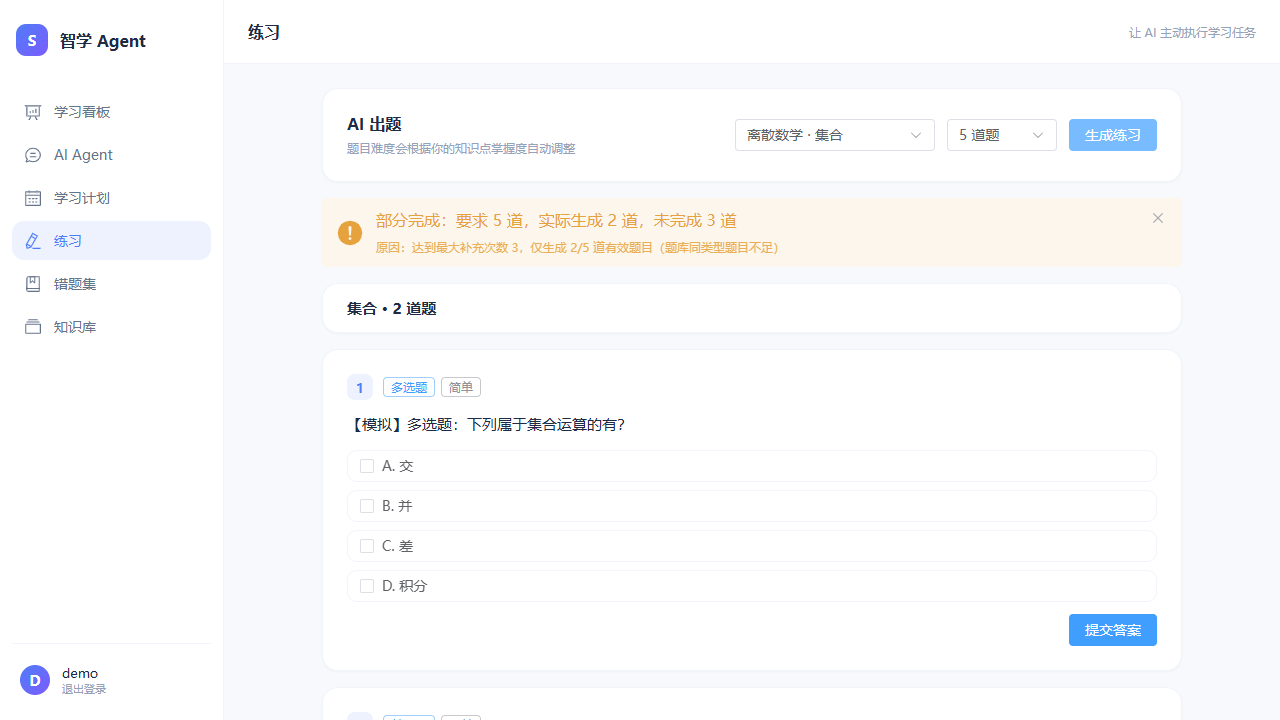 S 智学 Agent
学习看板
AI Agent
学习计划
练习
错题集
知识库
D demo
退出登录
练习
让 AI 主动执行学习任务
AI 出题
题目难度会根据你的知识点掌握度自动调整
离散数学 · 集合
5 道题
生成练习
部分完成：要求 5 道，实际生成 2 道，未完成 3 道
原因：达到最大补充次数 3，仅生成 2/5 道有效题目（题库同类型题目不足）
集合 • 2 道题
1 多选题 简单
【模拟】多选题：下列属于集合运算的有？
A. 交
B. 并
C. 差
D. 积分
提交答案